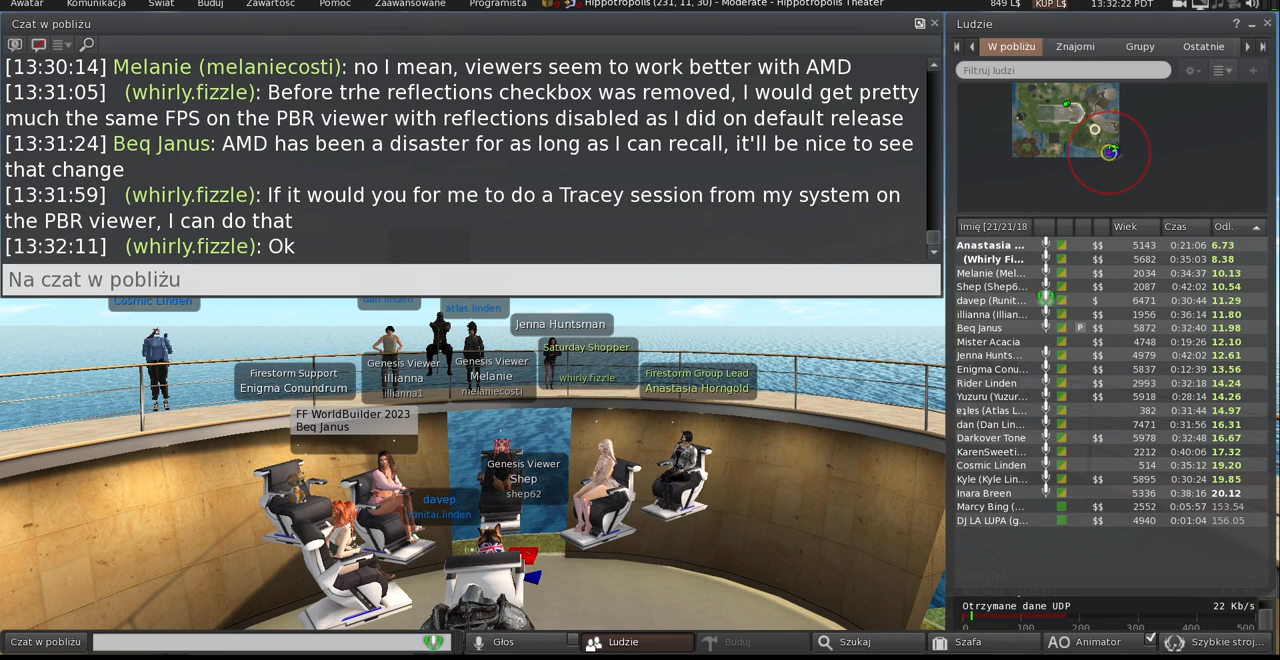 Awatar Komunikacja Świat Buduj Zawartość Pomoc Zaawansowane Programista Hippotropolis (231, 11, 30) - Moderate - Hippotropolis Theater 849 L$ KUP L$ 13:32:22 PDT
Czat w pobliżu
[13:30:14] Melanie (melaniecosti): no I mean, viewers seem to work better with AMD
[13:31:05] (whirly.fizzle): Before trhe reflections checkbox was removed, I would get pretty
much the same FPS on the PBR viewer with reflections disabled as I did on default release
[13:31:24] Beq Janus: AMD has been a disaster for as long as I can recall, it'll be nice to see
that change
[13:31:59] (whirly.fizzle): If it would you for me to do a Tracey session from my system on
the PBR viewer, I can do that
[13:32:11] (whirly.fizzle): Ok
Na czat w pobliżu
Cosmic Linden
dan.linden
atlas.linden
Jenna Huntsman
Saturday Shopper
whirly.fizzle
Firestorm Support
Enigma Conundrum
Genesis Viewer
illianna
illianna1
Genesis Viewer
Melanie
melaniecosti
Firestorm Group Lead
Anastasia Horngold
FF WorldBuilder 2023
Beq Janus
Genesis Viewer
Shep
shep62
davep
runitai.linden
Ludzie
W pobliżu Znajomi Grupy Ostatnie
Filtruj ludzi
Imię [21/21/18 Wiek Czas Odl.
Anastasia ... $$ 5143 0:21:06 6.73
(Whirly Fi... $$ 5682 0:35:03 8.38
Melanie (Mel... $$ 2034 0:34:37 10.13
Shep (Shep6... $$ 2087 0:42:02 10.54
davep (Runit... $ 6471 0:30:44 11.29
illianna (Illian... $$ 1956 0:36:14 11.80
Beq Janus P $$ 5872 0:32:40 11.98
Mister Acacia $$ 4748 0:19:26 12.10
Jenna Hunts... $$ 4979 0:42:02 12.61
Enigma Conu... $$ 5837 0:12:39 13.56
Rider Linden $$ 2993 0:32:18 14.24
Yuzuru (Yuzur... $$ 5918 0:28:14 14.26
(Atlas L... 382 0:31:44 14.97
dan (Dan Lin... 7471 0:31:56 16.31
Darkover Tone $$ 5978 0:32:48 16.67
KarenSweeti... 2212 0:40:06 17.32
Cosmic Linden 514 0:35:12 19.20
Kyle (Kyle Lin... $$ 5895 0:30:24 19.85
Inara Breen 5336 0:38:16 20.12
Marcy Bing (... $$ 2552 0:05:57 153.54
DJ LA LUPA (g... $$ 4940 0:01:04 156.05
Otrzymane dane UDP 22 Kb/s
0 100 200 300 400 500
Czat w pobliżu Głos Ludzie Buduj Szukaj Szafa AO Animator Szybkie stroj...